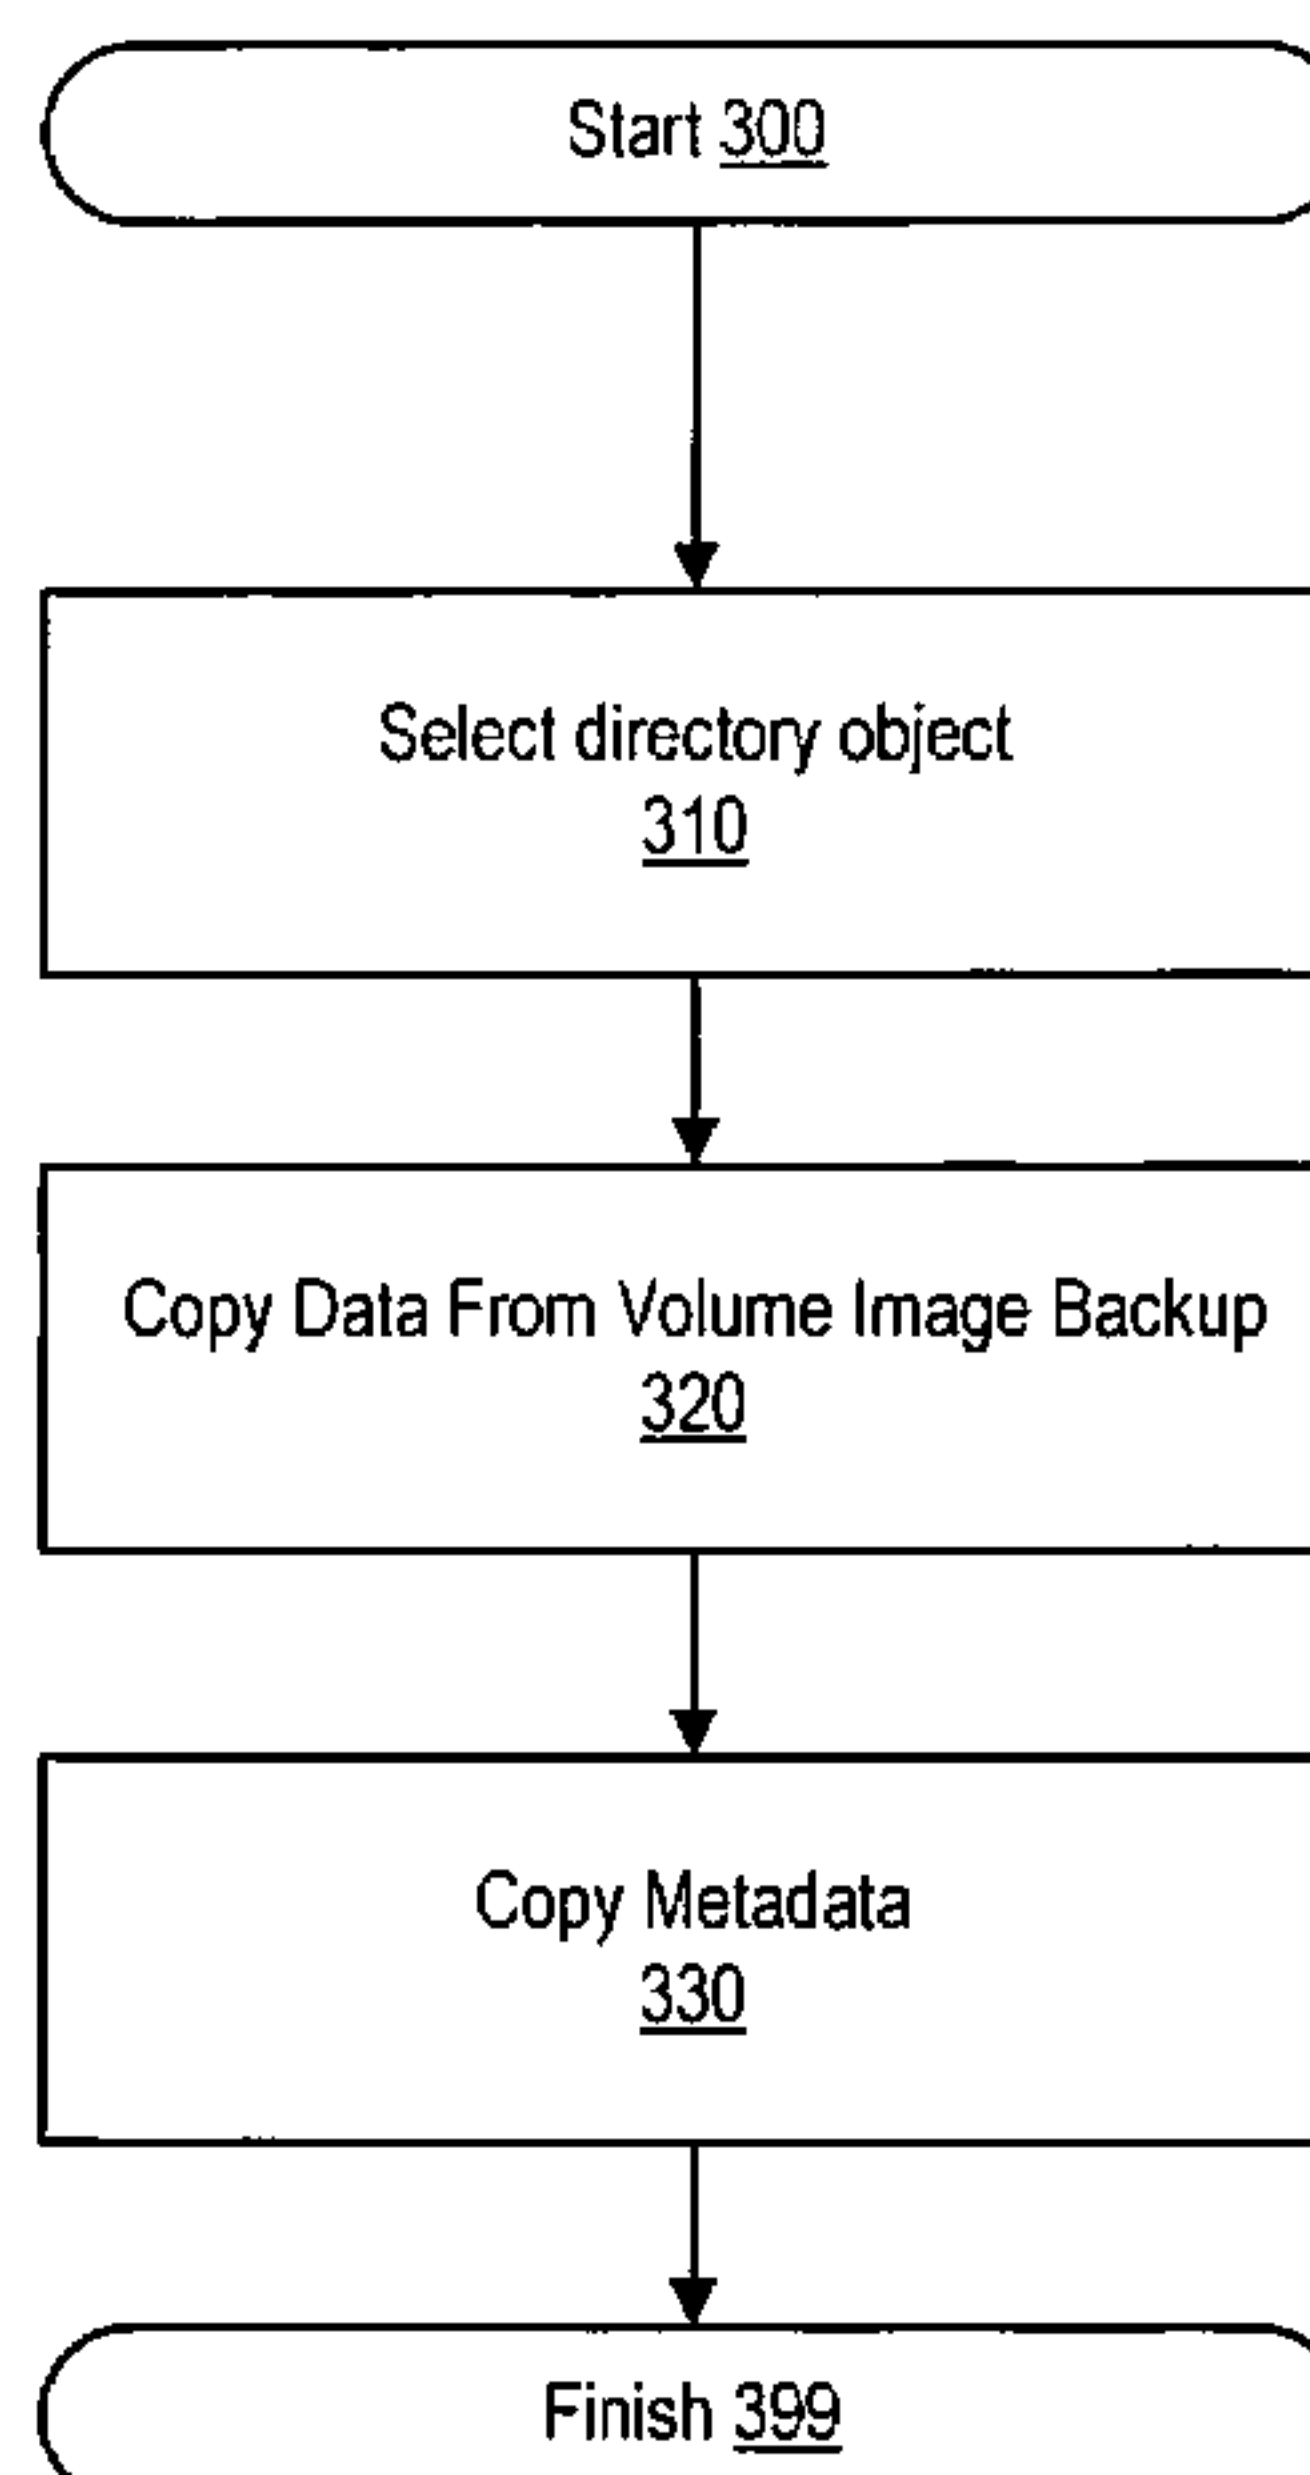 Start 300
Select directory object
310
Copy Data From Volume Image Backup
320
Copy Metadata
330
Finish 399